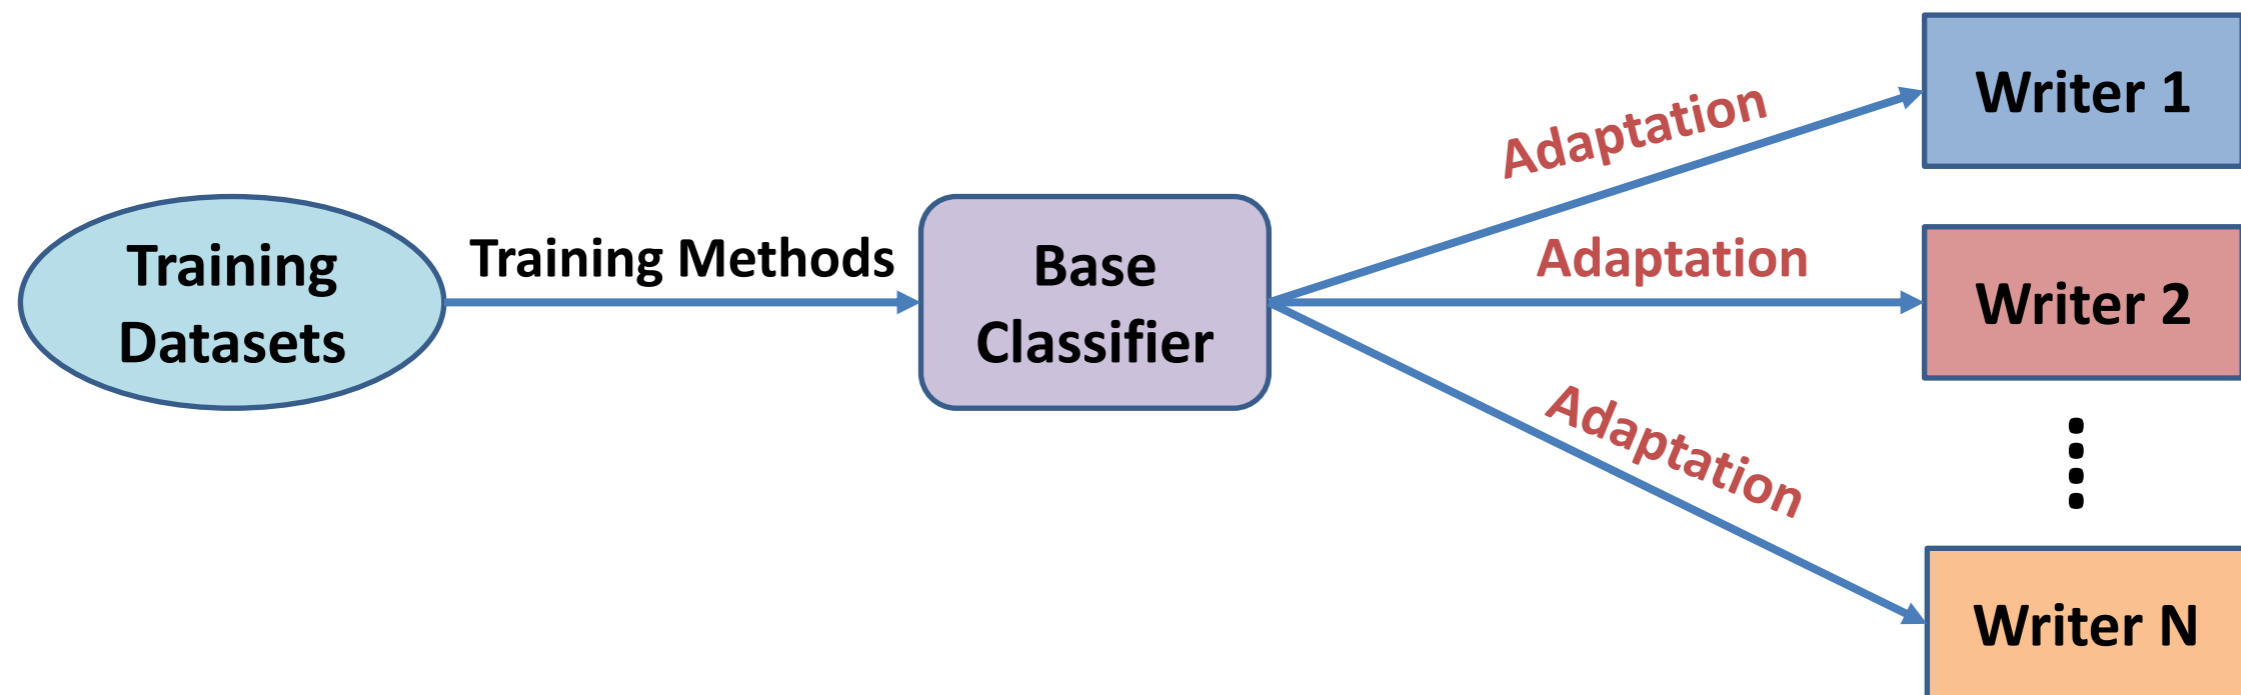 Training
Datasets
Training Methods
Base
Classifier
Adaptation
Adaptation
Adaptation
Writer 1
Writer 2
Writer N